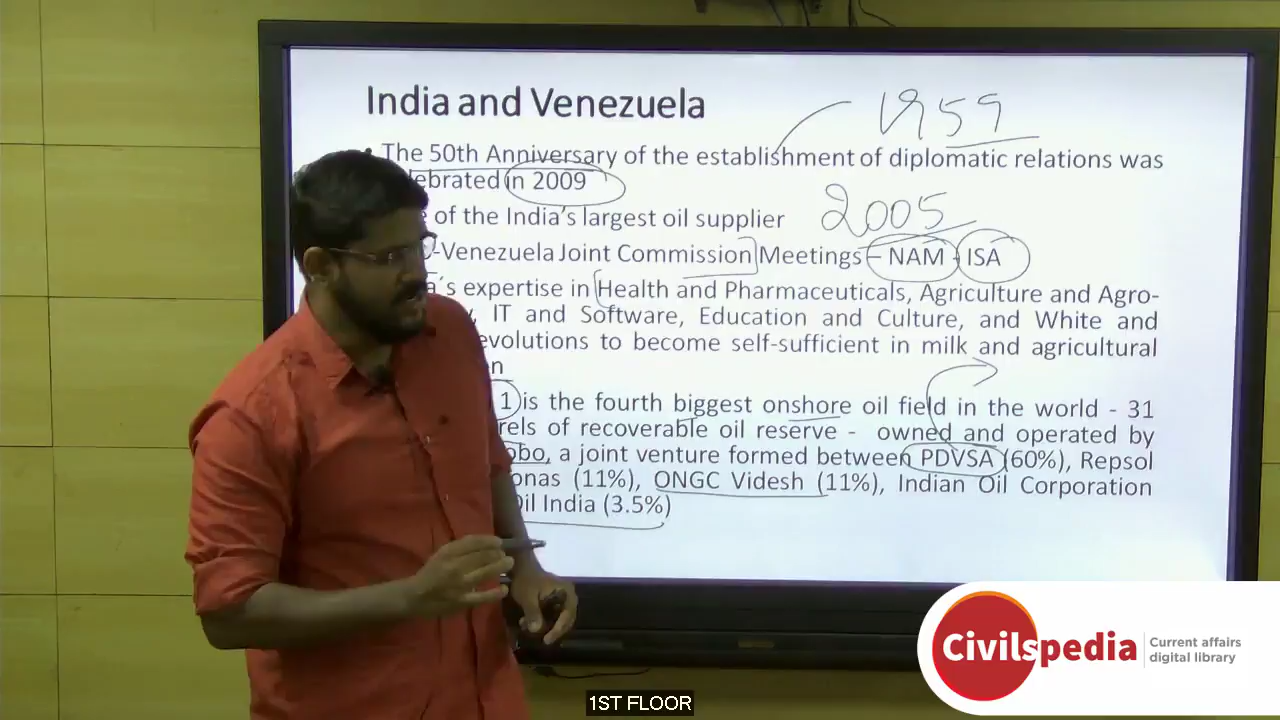 India and Venezuela
1959
• The 50th Anniversary of the establishment of diplomatic relations was
lebrated in 2009
2005
of the India's largest oil supplier
-Venezuela Joint Commission Meetings – NAM - ISA
a´s expertise in Health and Pharmaceuticals, Agriculture and Agro-
, IT and Software, Education and Culture, and White and
evolutions to become self-sufficient in milk and agricultural
n
1 is the fourth biggest onshore oil field in the world - 31
rels of recoverable oil reserve - owned and operated by
obo, a joint venture formed between PDVSA (60%), Repsol
onas (11%), ONGC Videsh (11%), Indian Oil Corporation
Oil India (3.5%)
Civilspedia
Current affairs
digital library
1ST FLOOR